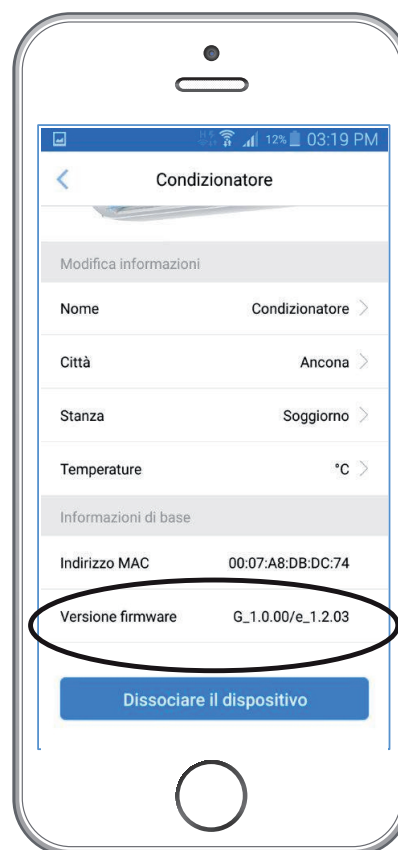 12% 03:19 PM
Condizionatore
Modifica informazioni
Nome Condizionatore
Città Ancona
Stanza Soggiorno
Temperature °C
Informazioni di base
Indirizzo MAC 00:07:A8:DB:DC:74
Versione firmware G_1.0.00/e_1.2.03
Dissociare il dispositivo